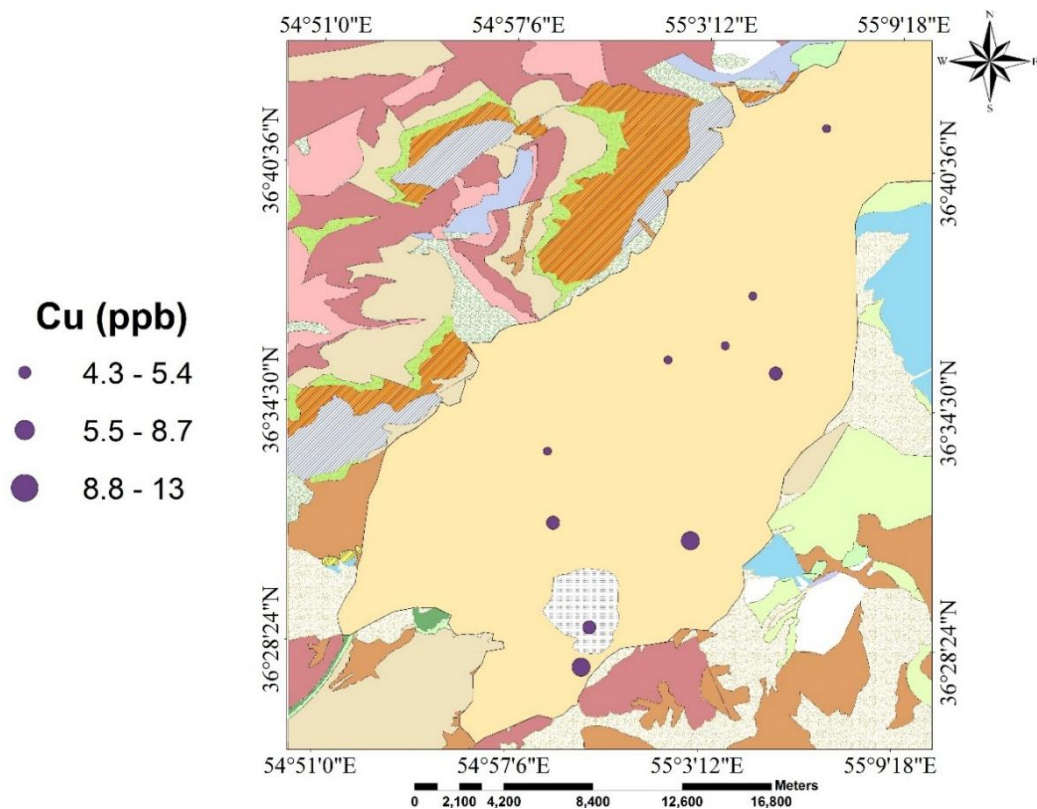 54°51'0"E 54°57'6"E 55°3'12"E 55°9'18"E
N
W E
S
36°40'36"N 36°40'36"N
Cu (ppb)
4.3 - 5.4
5.5 - 8.7
8.8 - 13
36°34'30"N 36°34'30"N
36°28'24"N 36°28'24"N
54°51'0"E 54°57'6"E 55°3'12"E 55°9'18"E
Meters
0 2,100 4,200 8,400 12,600 16,800